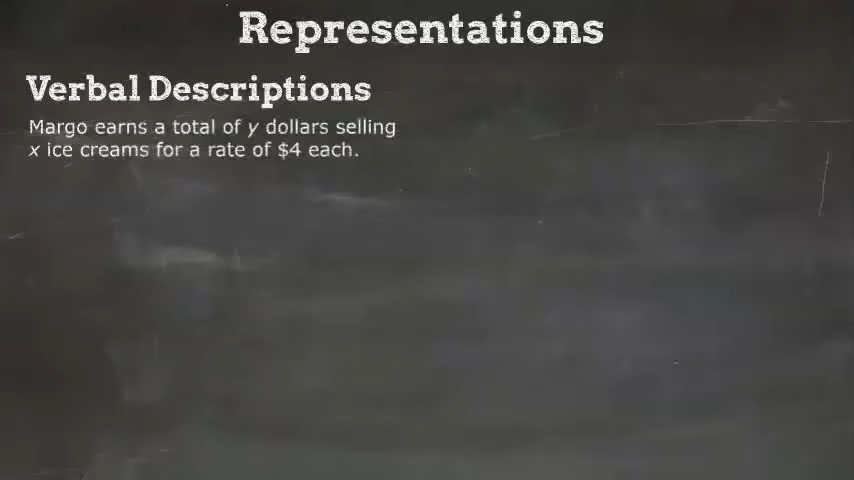 Representations
Verbal Descriptions
Margo earns a total of y dollars selling
x ice creams for a rate of $4 each.